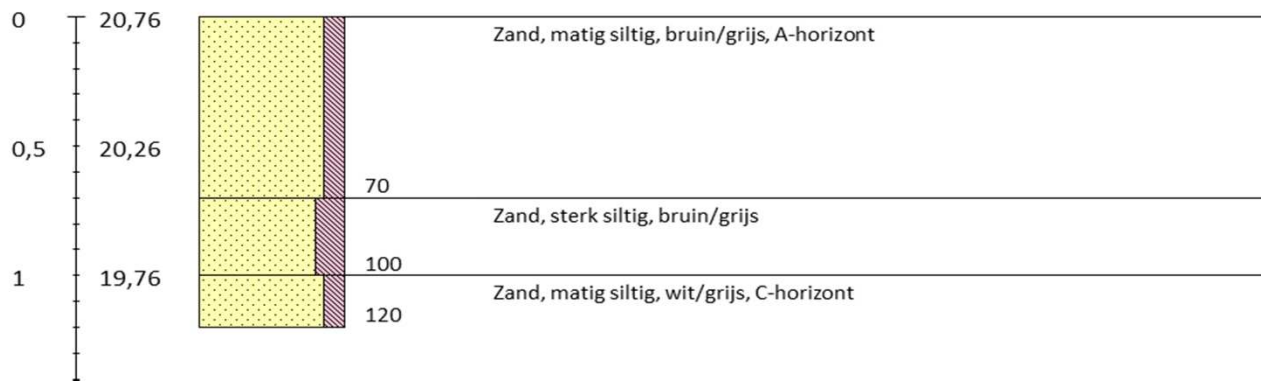 0 20,76 Zand, matig siltig, bruin/grijs, A-horizont
0,5 20,26
70
Zand, sterk siltig, bruin/grijs
100
1 19,76 Zand, matig siltig, wit/grijs, C-horizont
120